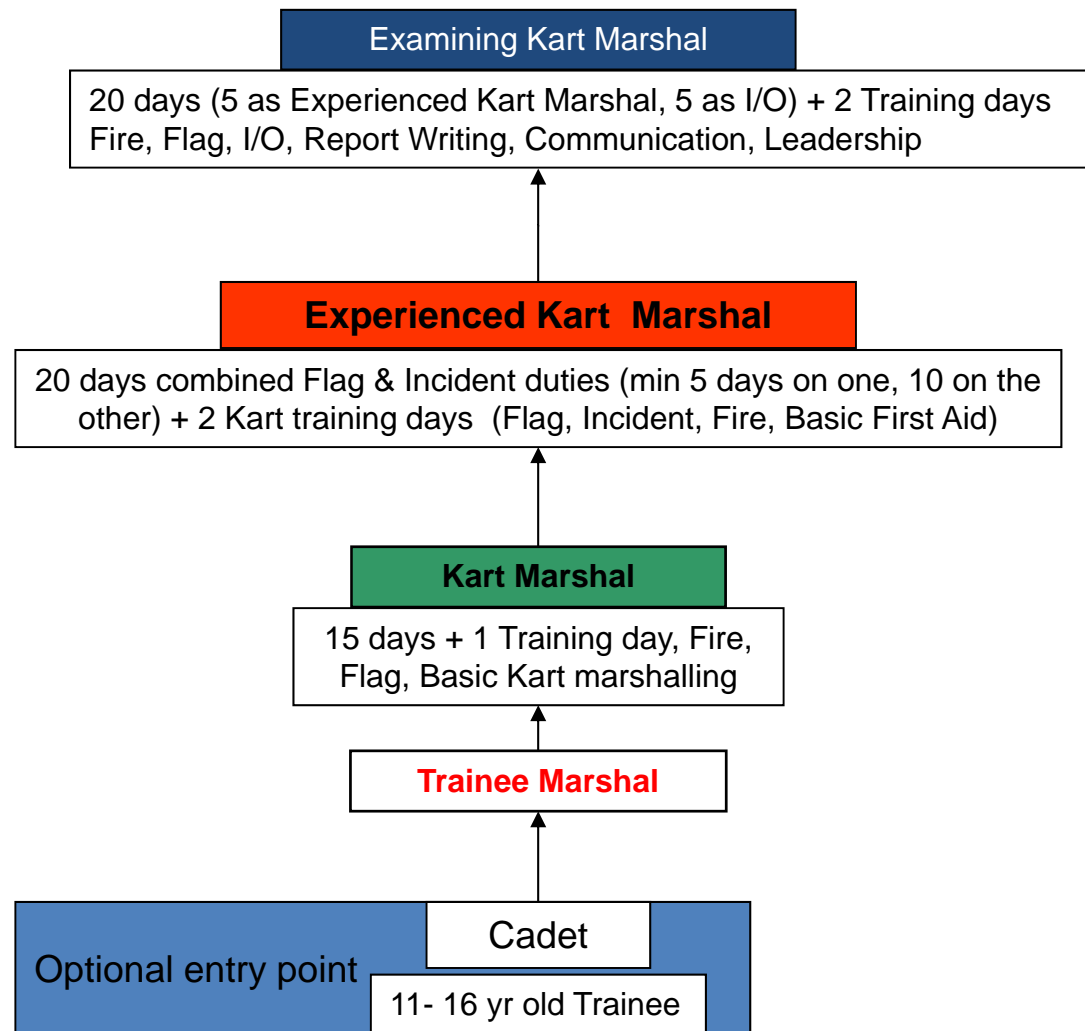 Examining Kart Marshal
20 days (5 as Experienced Kart Marshal, 5 as I/O) + 2 Training days
Fire, Flag, I/O, Report Writing, Communication, Leadership
Experienced Kart  Marshal
20 days combined Flag & Incident duties (min 5 days on one, 10 on the
other) + 2 Kart training days  (Flag, Incident, Fire, Basic First Aid)
Kart Marshal
15 days + 1 Training day, Fire,
Flag, Basic Kart marshalling
Trainee Marshal
Cadet
Optional entry point
11- 16 yr old Trainee